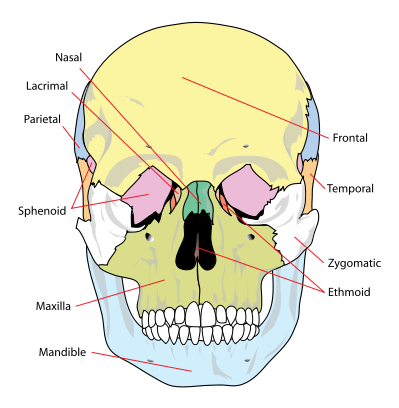 Nasal
Lacrimal
Parietal
Sphenoid
Maxilla
Mandible
Frontal
Temporal
Zygomatic
Ethmoid